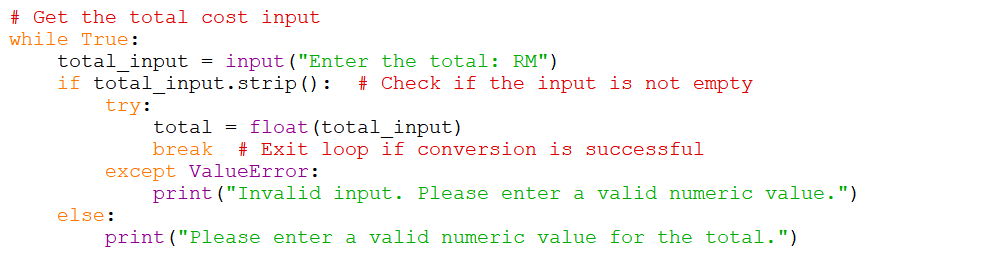 # Get the total cost input
while True:
    total_input = input("Enter the total: RM")
    if total_input.strip():  # Check if the input is not empty
        try:
            total = float(total_input)
            break  # Exit loop if conversion is successful
        except ValueError:
            print("Invalid input. Please enter a valid numeric value.")
    else:
        print("Please enter a valid numeric value for the total.")